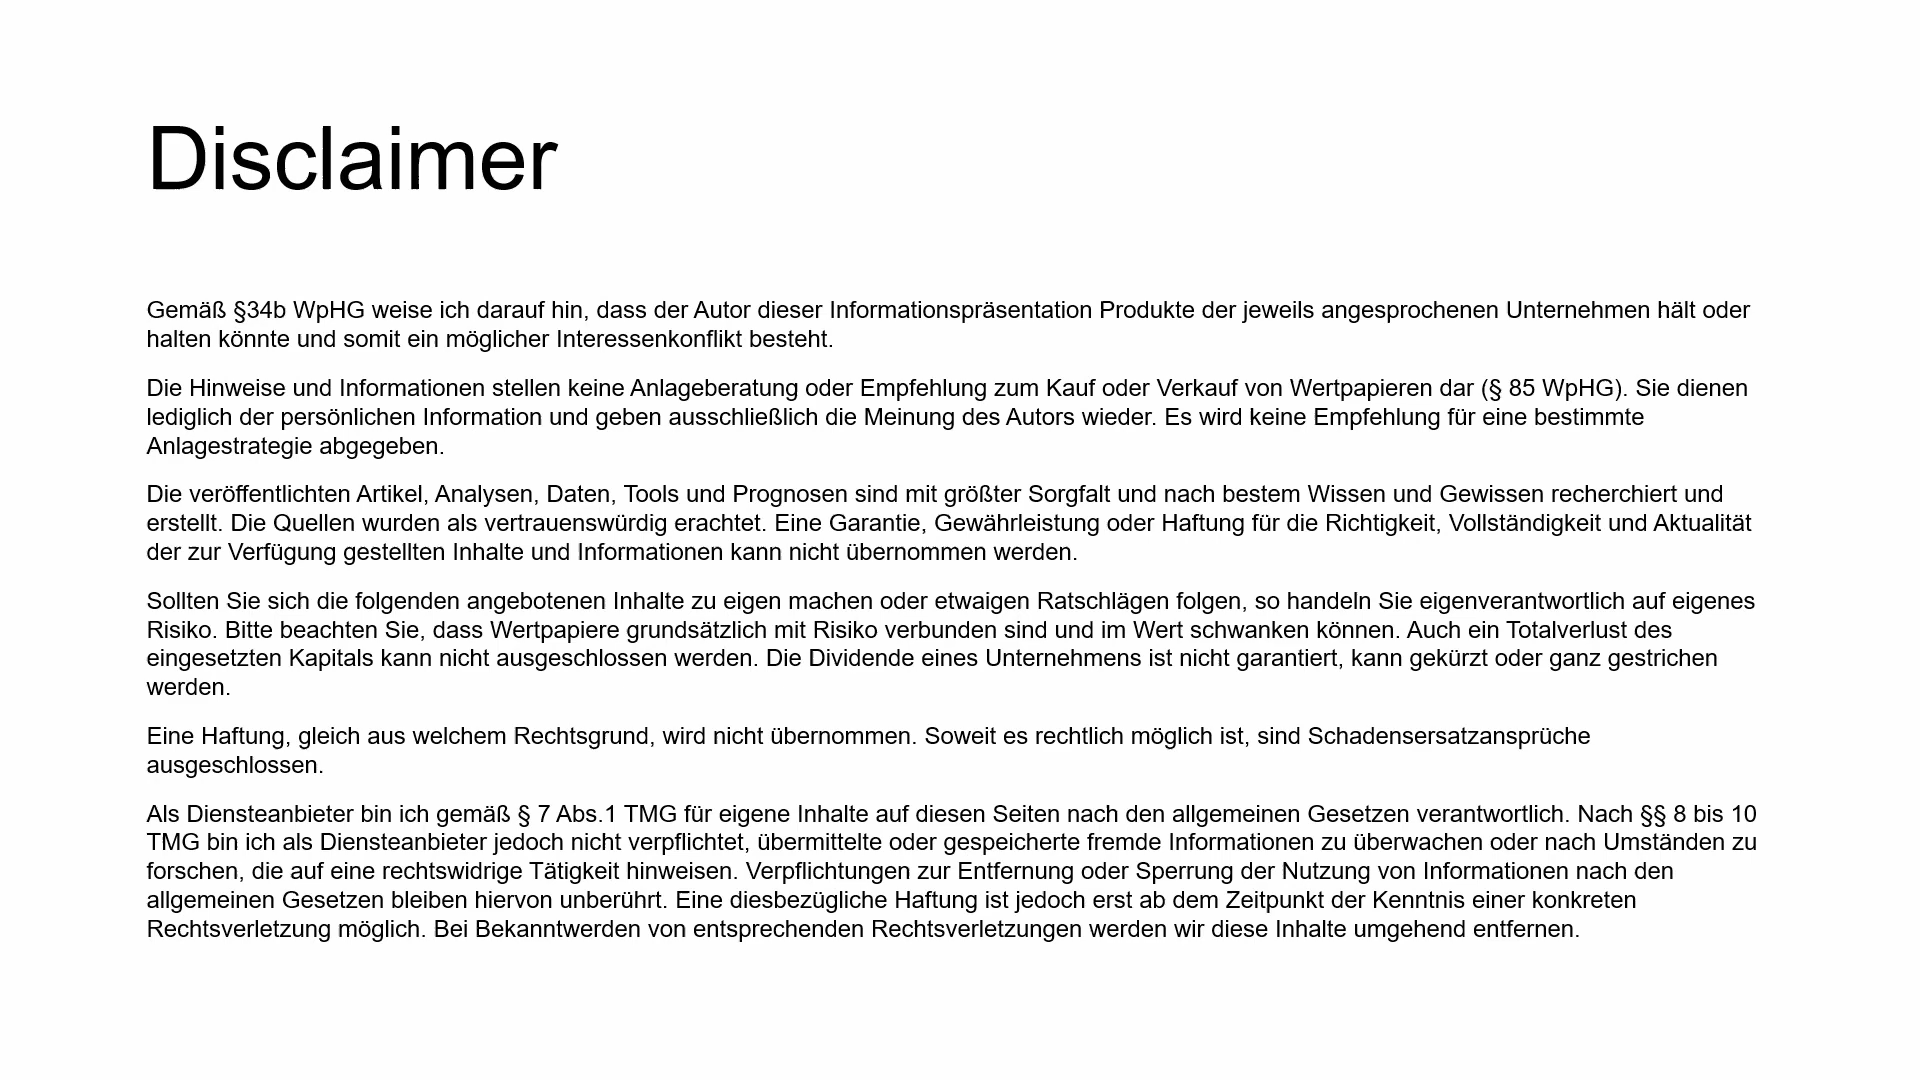 Disclaimer
Gemäß §34b WpHG weise ich darauf hin, dass der Autor dieser Informationspräsentation Produkte der jeweils angesprochenen Unternehmen hält oder
halten könnte und somit ein möglicher Interessenkonflikt besteht.
Die Hinweise und Informationen stellen keine Anlageberatung oder Empfehlung zum Kauf oder Verkauf von Wertpapieren dar (§ 85 WpHG). Sie dienen
lediglich der persönlichen Information und geben ausschließlich die Meinung des Autors wieder. Es wird keine Empfehlung für eine bestimmte
Anlagestrategie abgegeben.
Die veröffentlichten Artikel, Analysen, Daten, Tools und Prognosen sind mit größter Sorgfalt und nach bestem Wissen und Gewissen recherchiert und
erstellt. Die Quellen wurden als vertrauenswürdig erachtet. Eine Garantie, Gewährleistung oder Haftung für die Richtigkeit, Vollständigkeit und Aktualität
der zur Verfügung gestellten Inhalte und Informationen kann nicht übernommen werden.
Sollten Sie sich die folgenden angebotenen Inhalte zu eigen machen oder etwaigen Ratschlägen folgen, so handeln Sie eigenverantwortlich auf eigenes
Risiko. Bitte beachten Sie, dass Wertpapiere grundsätzlich mit Risiko verbunden sind und im Wert schwanken können. Auch ein Totalverlust des
eingesetzten Kapitals kann nicht ausgeschlossen werden. Die Dividende eines Unternehmens ist nicht garantiert, kann gekürzt oder ganz gestrichen
werden.
Eine Haftung, gleich aus welchem Rechtsgrund, wird nicht übernommen. Soweit es rechtlich möglich ist, sind Schadensersatzansprüche
ausgeschlossen.
Als Diensteanbieter bin ich gemäß § 7 Abs.1 TMG für eigene Inhalte auf diesen Seiten nach den allgemeinen Gesetzen verantwortlich. Nach §§ 8 bis 10
TMG bin ich als Diensteanbieter jedoch nicht verpflichtet, übermittelte oder gespeicherte fremde Informationen zu überwachen oder nach Umständen zu
forschen, die auf eine rechtswidrige Tätigkeit hinweisen. Verpflichtungen zur Entfernung oder Sperrung der Nutzung von Informationen nach den
allgemeinen Gesetzen bleiben hiervon unberührt. Eine diesbezügliche Haftung ist jedoch erst ab dem Zeitpunkt der Kenntnis einer konkreten
Rechtsverletzung möglich. Bei Bekanntwerden von entsprechenden Rechtsverletzungen werden wir diese Inhalte umgehend entfernen.